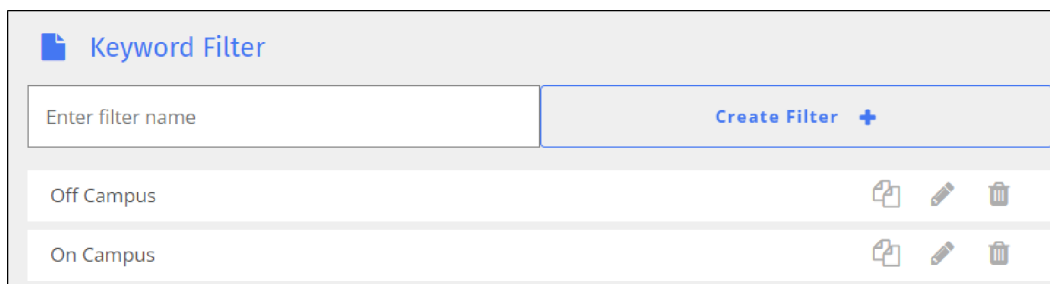 Keyword Filter
Enter filter name
Create Filter
Off Campus
On Campus